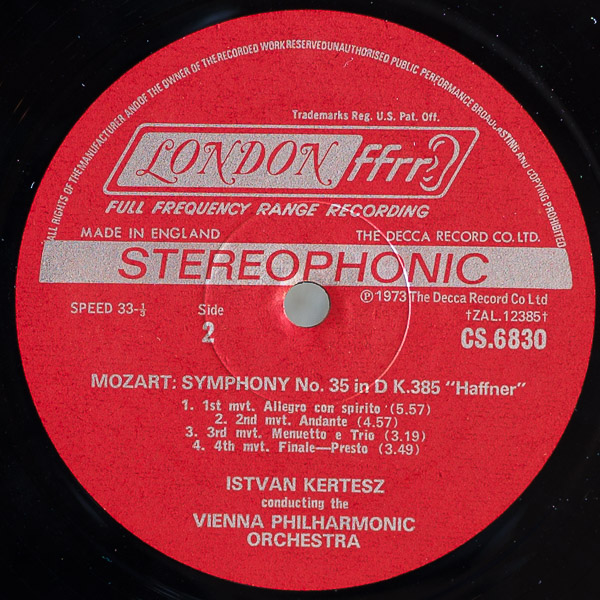 ALL RIGHTS OF THE MANUFACTURER AND OF THE OWNER OF THE RECORDED WORK RESERVED UNAUTHORISED PUBLIC PERFORMANCE BROADCASTING AND COPYING PROHIBITED
Trademarks Reg. U.S. Pat. Off.
LONDON ffrr
FULL FREQUENCY RANGE RECORDING
MADE IN ENGLAND THE DECCA RECORD CO. LTD.
STEREOPHONIC
Ⓟ1973 The Decca Record Co Ltd
SPEED 33-⅓ Side †ZAL.12385†
2 CS.6830
MOZART: SYMPHONY No. 35 in D K.385 "Haffner"
1. 1st mvt. Allegro con spirito (5.57)
2. 2nd mvt. Andante (4.57)
3. 3rd mvt. Menuetto e Trio (3.19)
4. 4th mvt. Finale—Presto (3.49)
ISTVAN KERTESZ
conducting the
VIENNA PHILHARMONIC
ORCHESTRA